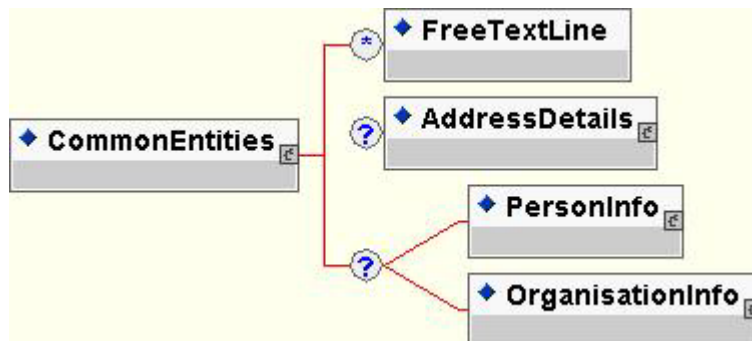 *
FreeTextLine
?
AddressDetails
CommonEntities
?
PersonInfo
OrganisationInfo